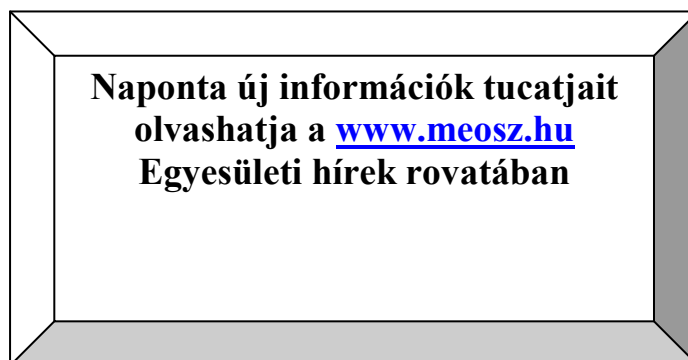 Naponta új információk tucatjait
olvashatja a www.meosz.hu
Egyesületi hírek rovatában